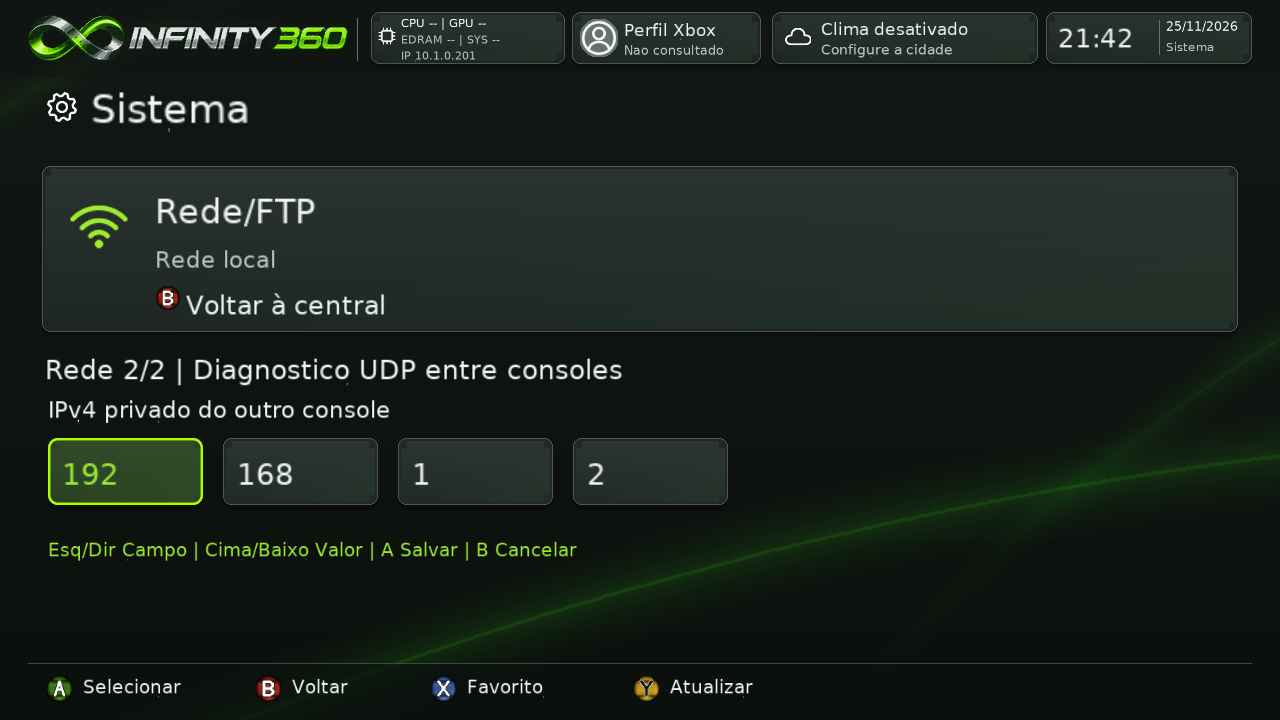 INFINITY 360
CPU -- | GPU --
EDRAM -- | SYS --
IP 10.1.0.201
Perfil Xbox
Nao consultado
Clima desativado
Configure a cidade
21:42
25/11/2026
Sistema
Sistema
Rede/FTP
Rede local
B Voltar à central
Rede 2/2 | Diagnostico UDP entre consoles
IPv4 privado do outro console
192 168 1 2
Esq/Dir Campo | Cima/Baixo Valor | A Salvar | B Cancelar
A Selecionar B Voltar X Favorito Y Atualizar